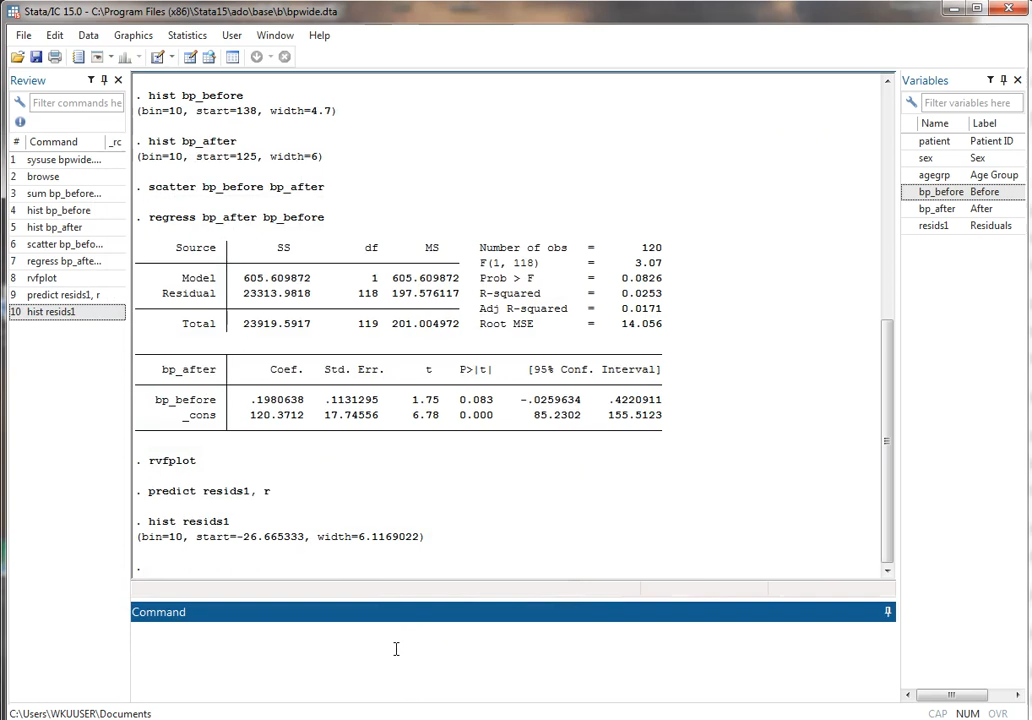 Stata/IC 15.0 - C:\Program Files (x86)\Stata15\ado\base\b\bpwide.dta
File Edit Data Graphics Statistics User Window Help
Review
Filter commands he
# Command _rc
1 sysuse bpwide....
2 browse
3 sum bp_before...
4 hist bp_before
5 hist bp_after
6 scatter bp_befo...
7 regress bp_afte...
8 rvfplot
9 predict resids1, r
10 hist resids1
. hist bp_before
(bin=10, start=138, width=4.7)
. hist bp_after
(bin=10, start=125, width=6)
. scatter bp_before bp_after
. regress bp_after bp_before
Source SS df MS Number of obs = 120
F(1, 118) = 3.07
Model 605.609872 1 605.609872 Prob > F = 0.0826
Residual 23313.9818 118 197.576117 R-squared = 0.0253
Adj R-squared = 0.0171
Total 23919.5917 119 201.004972 Root MSE = 14.056
bp_after Coef. Std. Err. t P>|t| [95% Conf. Interval]
bp_before .1980638 .1131295 1.75 0.083 -.0259634 .4220911
_cons 120.3712 17.74556 6.78 0.000 85.2302 155.5123
. rvfplot
. predict resids1, r
. hist resids1
(bin=10, start=-26.665333, width=6.1169022)
.
Command
Variables
Filter variables here
Name Label
patient Patient ID
sex Sex
agegrp Age Group
bp_before Before
bp_after After
resids1 Residuals
C:\Users\WKUUSER\Documents
CAP NUM OVR